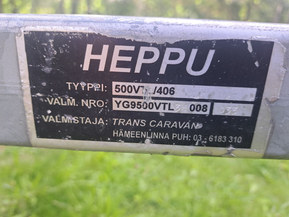 HEPPU
TYYPPI: 500V /406
VALM. NRO: YG9500VTL 008
VALMISTAJA: TRANS CARAVAN
HÄMEENLINNA PUH: 03 - 6183 310